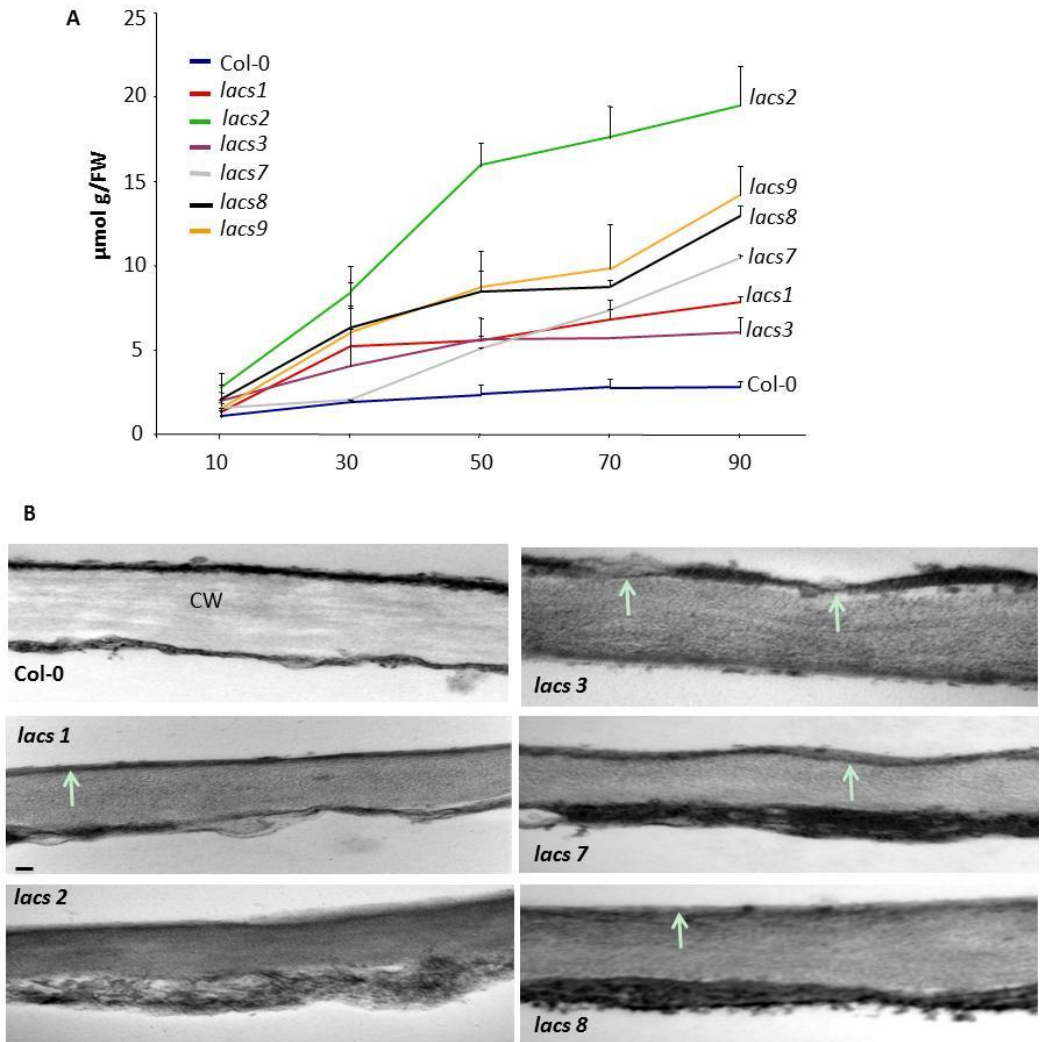 A
25
20
15
10
5
0
µmol g/FW
Col-0
lacs1
lacs2
lacs3
lacs7
lacs8
lacs9
lacs2
lacs9
lacs8
lacs7
lacs1
lacs3
Col-0
10 30 50 70 90
B
CW
Col-0
lacs 3
lacs 1
lacs 7
lacs 2
lacs 8